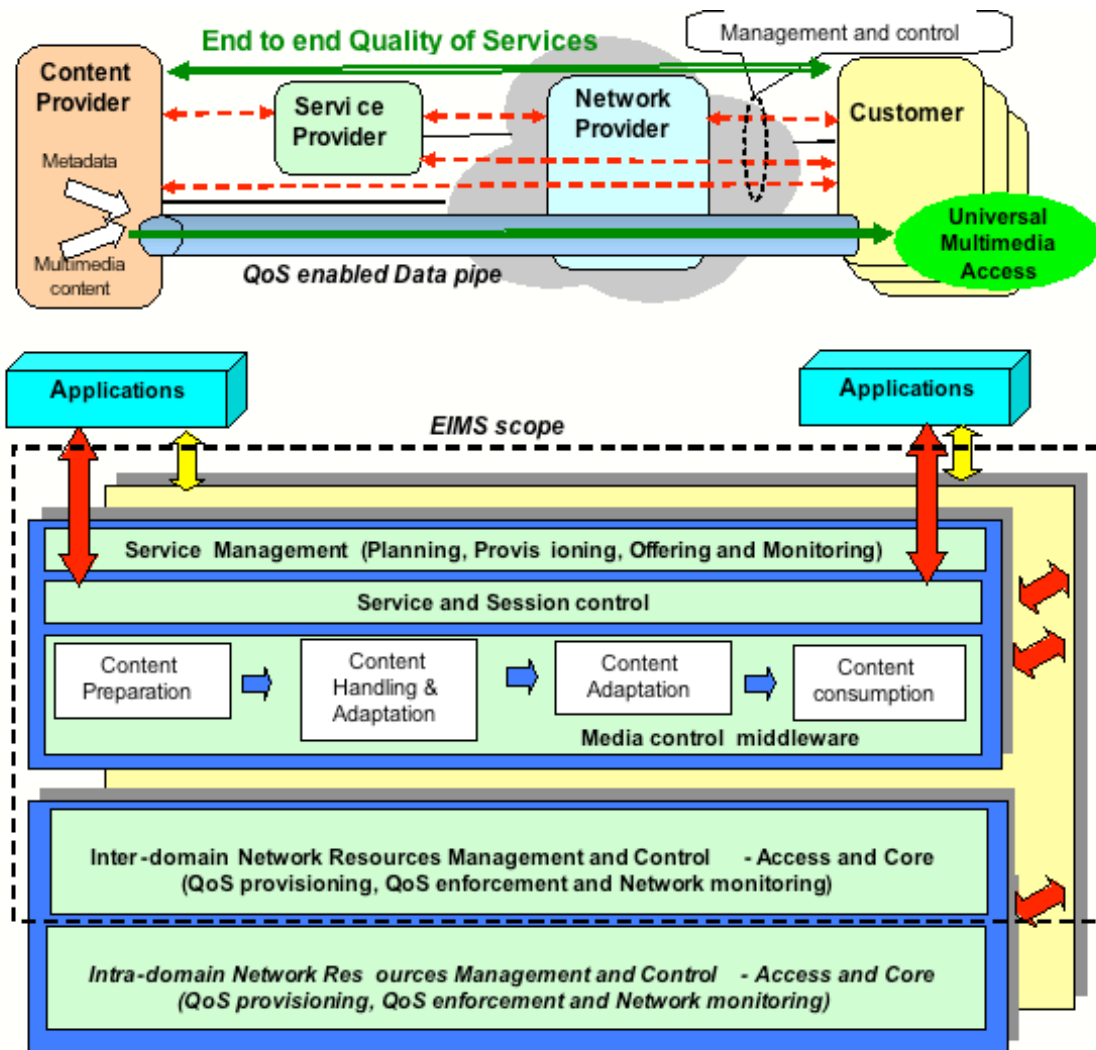 End to end Quality of Services
Management and control
Content
Provider
Servi ce
Provider
Network
Provider
Customer
Metadata
Multimedia
content
QoS enabled Data pipe
Universal
Multimedia
Access
Applications
Applications
EIMS scope
Service Management (Planning, Provis ioning, Offering and Monitoring)
Service and Session control
Content
Preparation
Content
Handling &
Adaptation
Content
Adaptation
Content
consumption
Media control middleware
Inter-domain Network Resources Management and Control - Access and Core
(QoS provisioning, QoS enforcement and Network monitoring)
Intra-domain Network Res ources Management and Control - Access and Core
(QoS provisioning, QoS enforcement and Network monitoring)